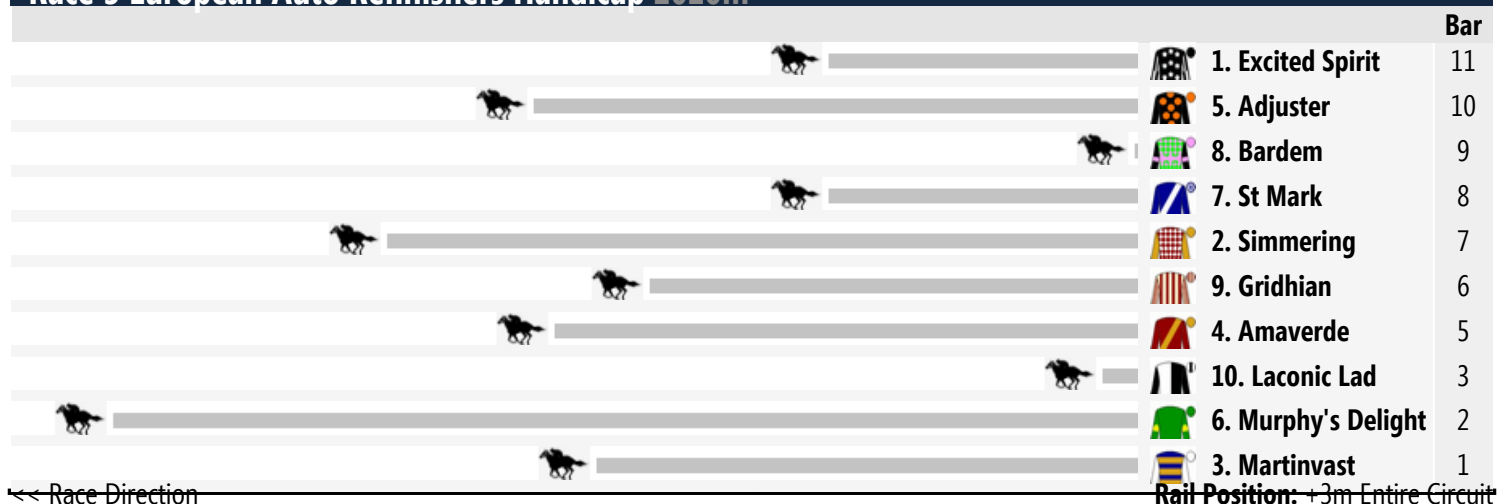 Bar
1. Excited Spirit 11
5. Adjuster 10
8. Bardem 9
7. St Mark 8
2. Simmering 7
9. Gridhian 6
4. Amaverde 5
10. Laconic Lad 3
6. Murphy's Delight 2
3. Martinvast 1
<< Race Direction Rail Position: +3m Entire Circuit